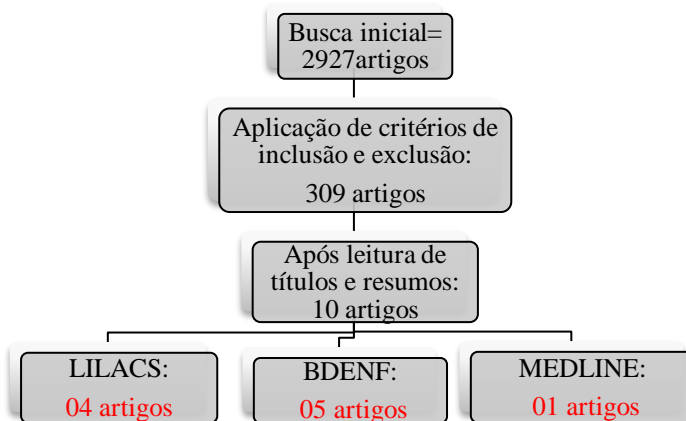 Busca inicial=
2927artigos
Aplicação de critérios de
inclusão e exclusão:
309 artigos
Após leitura de
títulos e resumos:
10 artigos
LILACS:
04 artigos
BDENF:
05 artigos
MEDLINE:
01 artigos